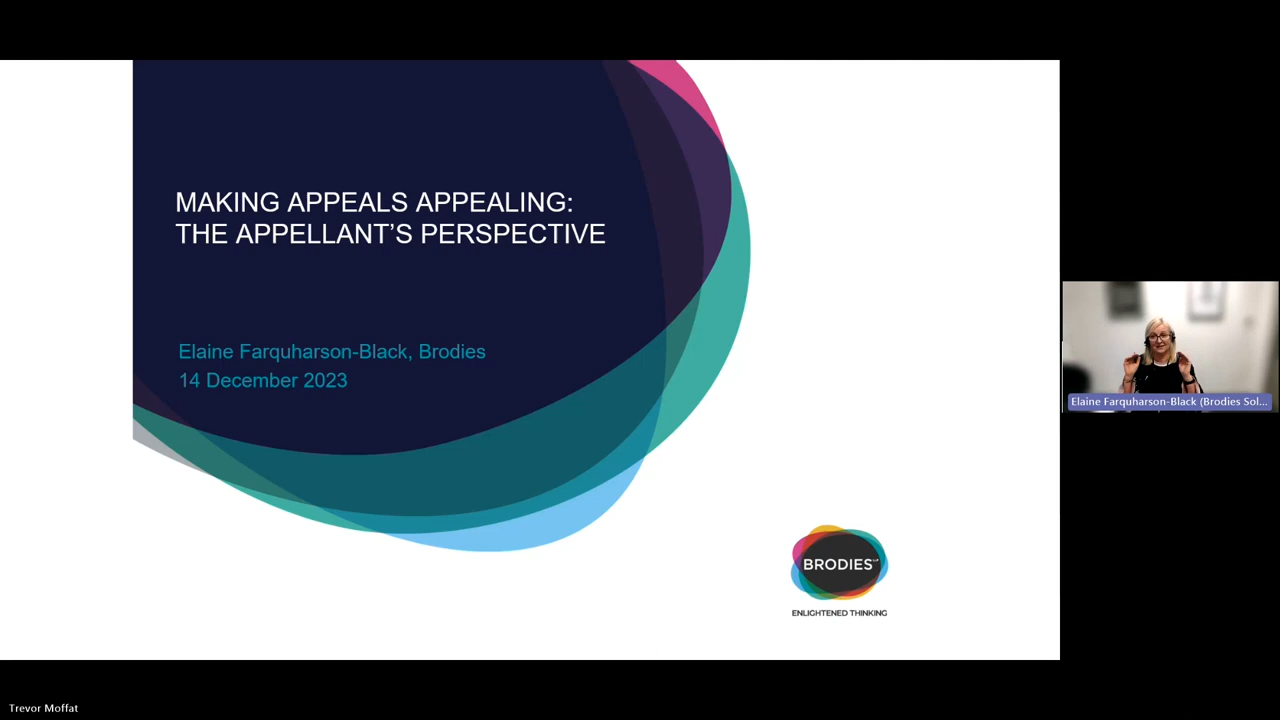 MAKING APPEALS APPEALING:
THE APPELLANT'S PERSPECTIVE
Elaine Farquharson-Black, Brodies
14 December 2023
BRODIES LLP
ENLIGHTENED THINKING
Elaine Farquharson-Black (Brodies Sol...
Trevor Moffat